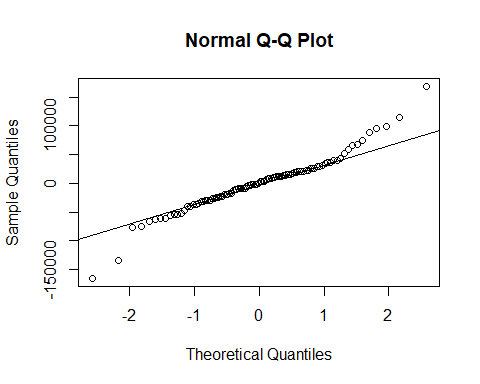 Normal Q-Q Plot
Sample Quantiles
100000
0
-150000
-2
-1
0
1
2
Theoretical Quantiles